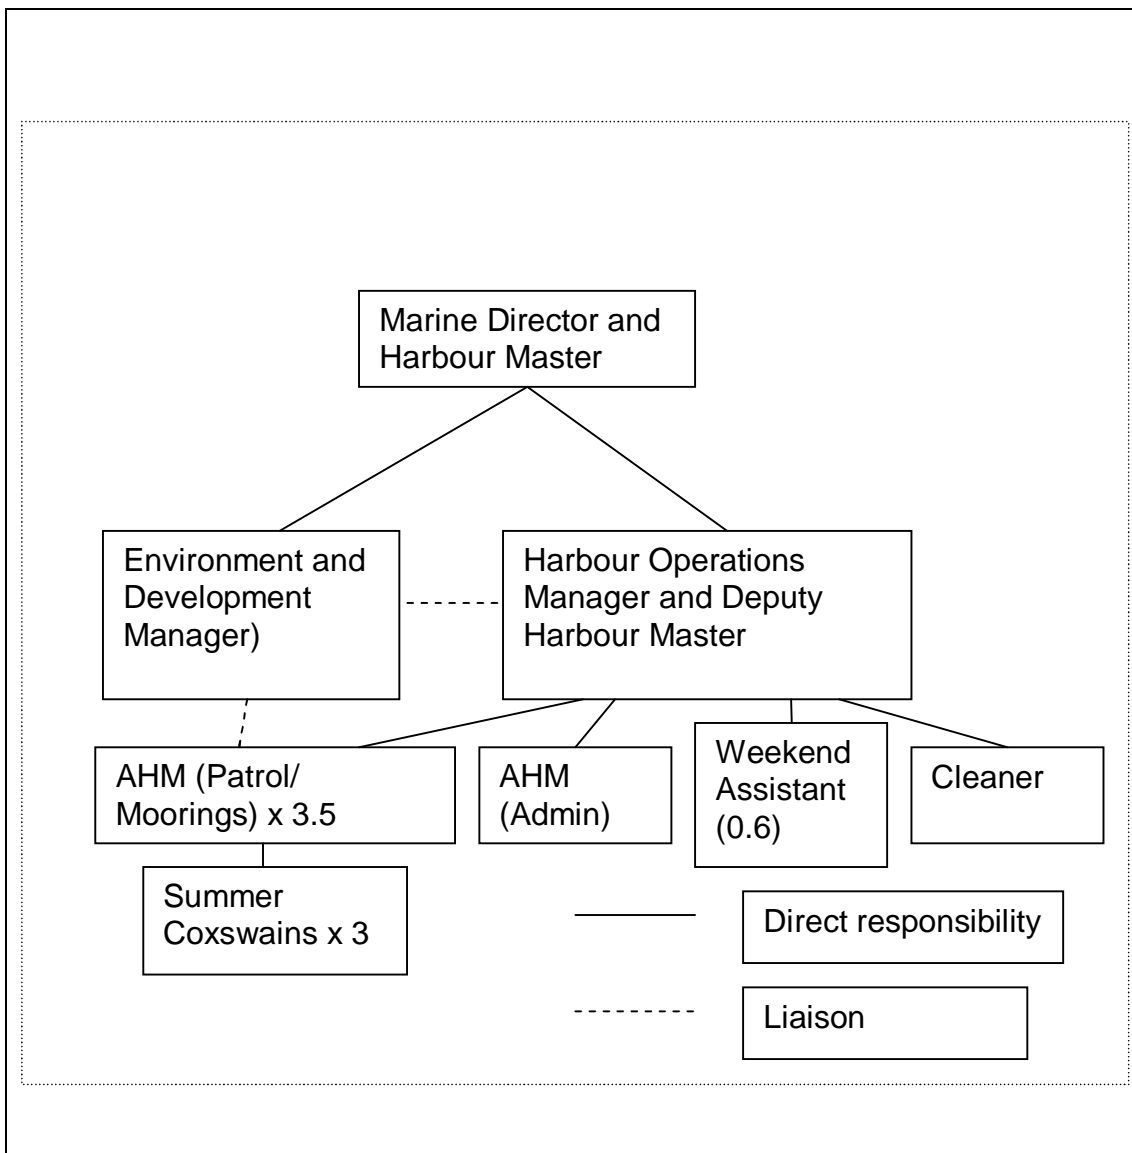 Marine Director and
Harbour Master
Environment and
Development
Manager)
Harbour Operations
Manager and Deputy
Harbour Master
AHM (Patrol/
Moorings) x 3.5
AHM
(Admin)
Weekend
Assistant
(0.6)
Cleaner
Summer
Coxswains x 3
Direct responsibility
Liaison